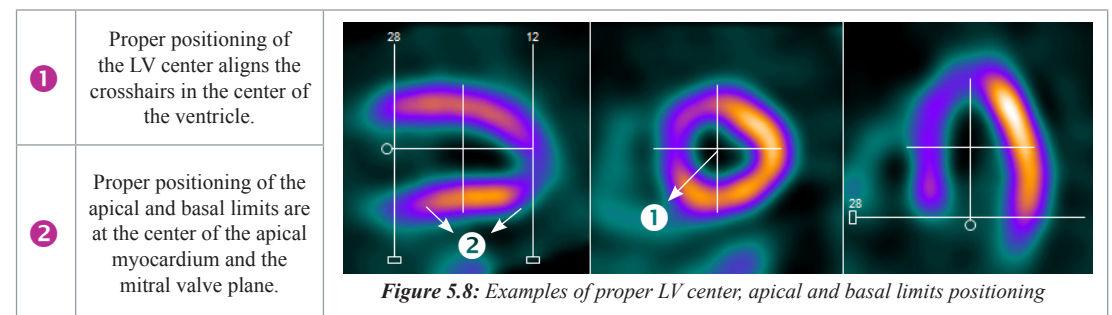 ❶
Proper positioning of
the LV center aligns the
crosshairs in the center of
the ventricle.
❷
Proper positioning of the
apical and basal limits are
at the center of the apical
myocardium and the
mitral valve plane.
28
12
❷
❶
28
Figure 5.8: Examples of proper LV center, apical and basal limits positioning